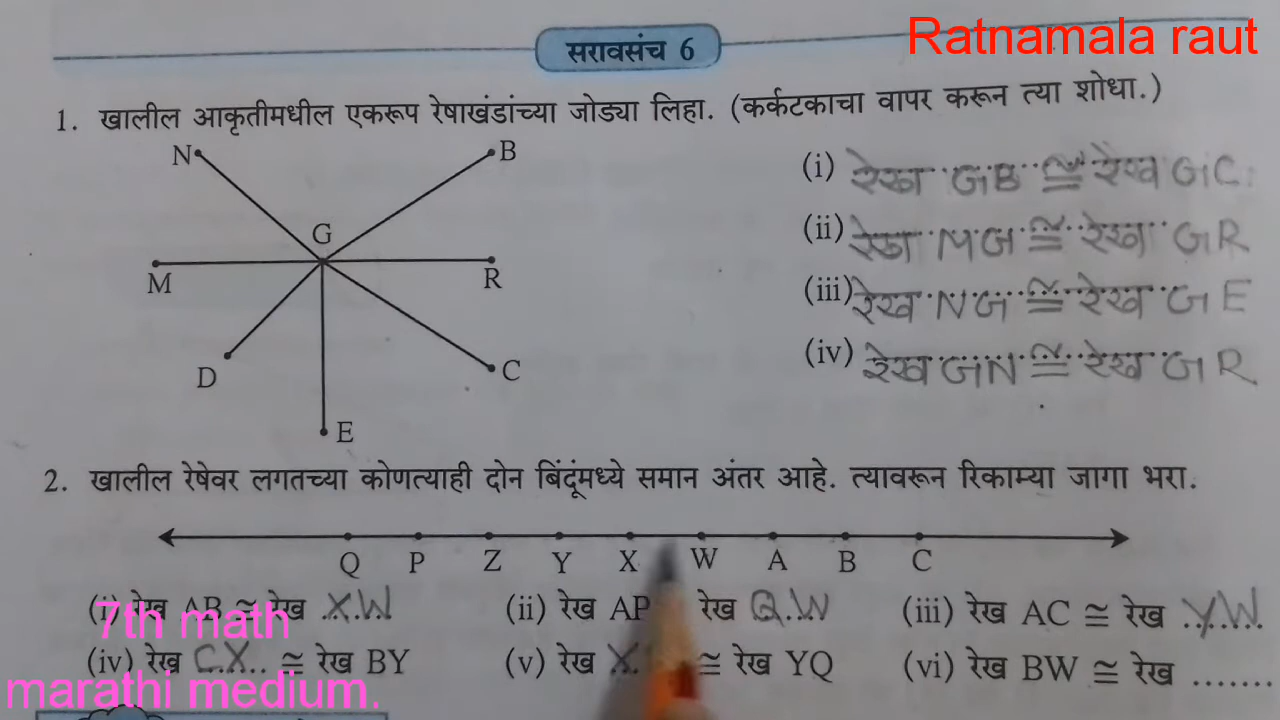 Ratnamala raut
सरावसंच 6
1. खालील आकृतीमधील एकरूप रेषाखंडांच्या जोड्या लिहा. (कर्कटकाचा वापर करून त्या शोधा.)
N B
G
M R
D C
E
(i) रेख GB ≅ रेख GC
(ii) रेख MG ≅ रेख GR
(iii) रेख NG ≅ रेख GE
(iv) रेख GN ≅ रेख GR
2. खालील रेषेवर लगतच्या कोणत्याही दोन बिंदूंमध्ये समान अंतर आहे. त्यावरून रिकाम्या जागा भरा.
Q P Z Y X W A B C
(i) रेख AB ≅ रेख XW (ii) रेख AP रेख QW (iii) रेख AC ≅ रेख YW
7th math
(iv) रेख CX ≅ रेख BY (v) रेख X ≅ रेख YQ (vi) रेख BW ≅ रेख .......
marathi medium.